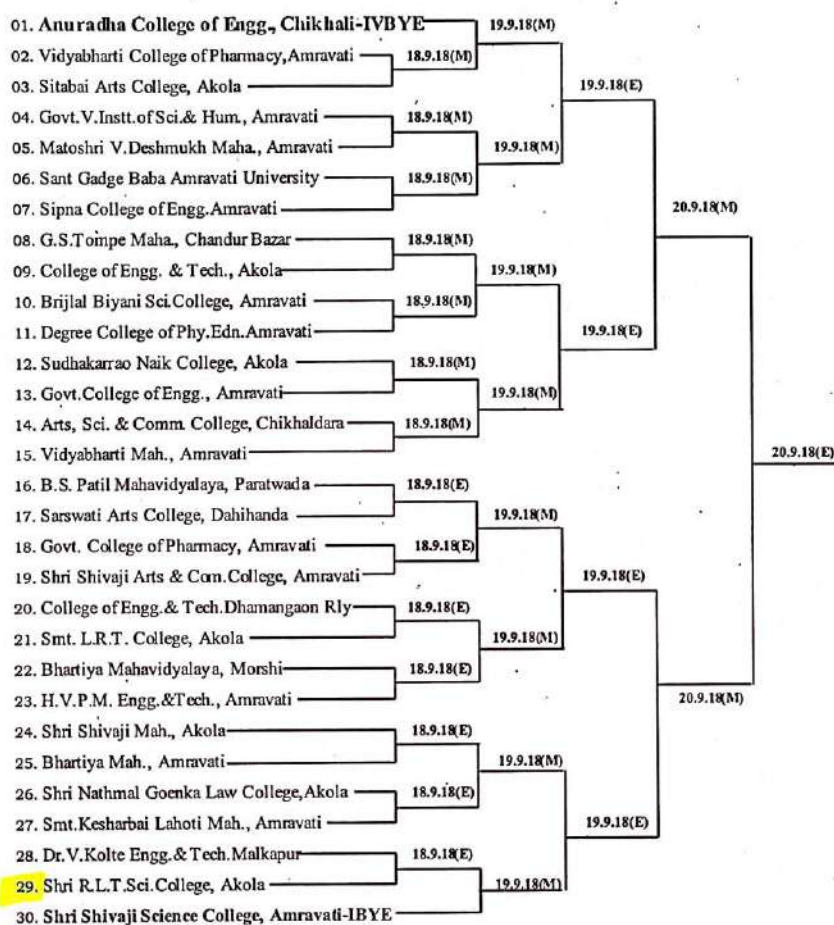 01. Anuradha College of Engg., Chikhali-IVBYE
02. Vidyabharti College of Pharmacy,Amravati
03. Sitabai Arts College, Akola
04. Govt.V.Instt.of Sci.& Hum., Amravati
05. Matoshri V.Deshmukh Maha., Amravati
06. Sant Gadge Baba Amravati University
07. Sipna College of Engg.Amravati
08. G.S.Tompe Maha., Chandur Bazar
09. College of Engg. & Tech., Akola
10. Brijlal Biyani Sci.College, Amravati
11. Degree College of Phy.Edn.Amravati
12. Sudhakarrao Naik College, Akola
13. Govt.College of Engg., Amravati
14. Arts, Sci. & Comm. College, Chikhaldara
15. Vidyabharti Mah., Amravati
16. B.S. Patil Mahavidyalaya, Paratwada
17. Sarswati Arts College, Dahihanda
18. Govt. College of Pharmacy, Amravati
19. Shri Shivaji Arts & Com.College, Amravati
20. College of Engg.& Tech.Dhamangaon Rly
21. Smt. L.R.T. College, Akola
22. Bhartiya Mahavidyalaya, Morshi
23. H.V.P.M. Engg.&Tech., Amravati
24. Shri Shivaji Mah., Akola
25. Bhartiya Mah., Amravati
26. Shri Nathmal Goenka Law College,Akola
27. Smt.Kesharbai Lahoti Mah., Amravati
28. Dr.V.Kolte Engg.& Tech.Malkapur
29. Shri R.L.T.Sci.College, Akola
30. Shri Shivaji Science College, Amravati-IBYE
18.9.18(M)
18.9.18(M)
18.9.18(M)
18.9.18(M)
18.9.18(M)
18.9.18(M)
18.9.18(M)
18.9.18(E)
18.9.18(E)
18.9.18(E)
18.9.18(E)
18.9.18(E)
18.9.18(E)
18.9.18(E)
19.9.18(M)
19.9.18(M)
19.9.18(M)
19.9.18(M)
19.9.18(M)
19.9.18(M)
19.9.18(M)
19.9.18(M)
19.9.18(E)
19.9.18(E)
19.9.18(E)
19.9.18(E)
20.9.18(M)
20.9.18(M)
20.9.18(E)